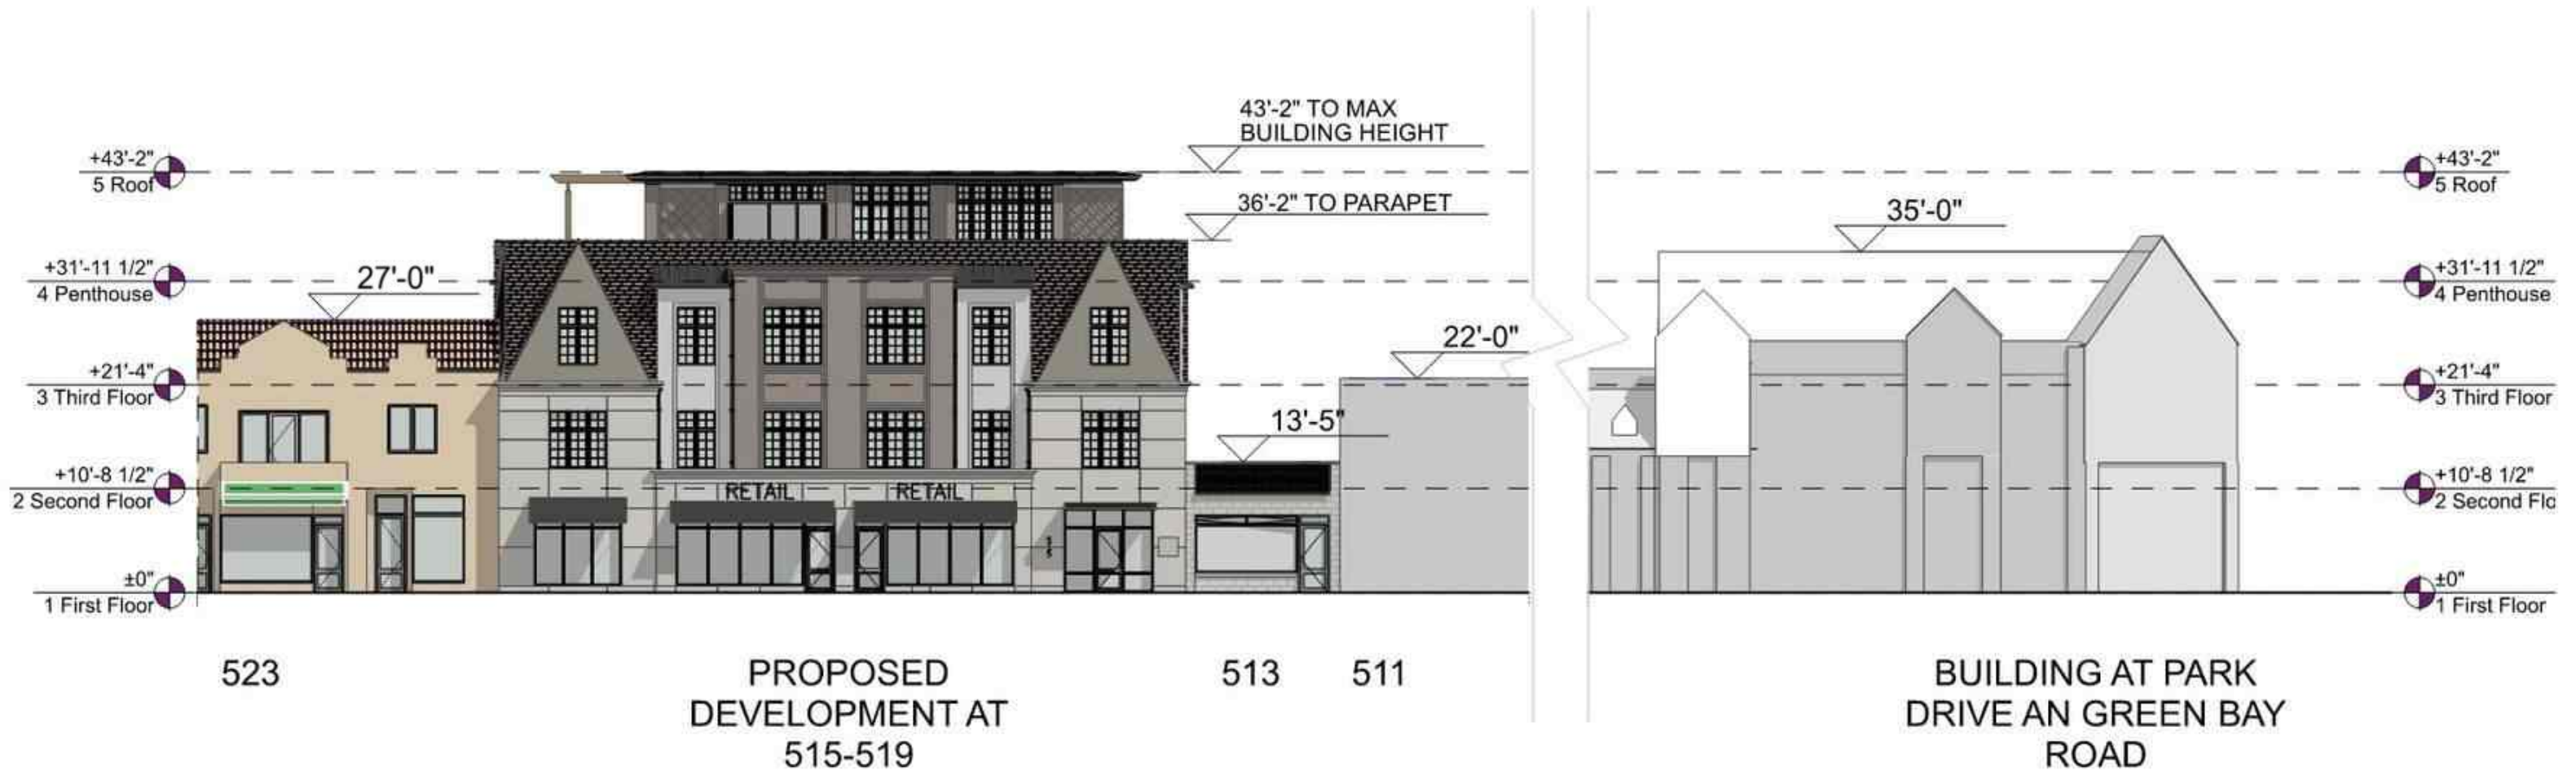 43'-2" TO MAX
BUILDING HEIGHT
+43'-2"
5 Roof
36'-2" TO PARAPET
35'-0"
+43'-2"
5 Roof
+31'-11 1/2"
4 Penthouse
27'-0"
+31'-11 1/2"
4 Penthouse
22'-0"
+21'-4"
3 Third Floor
13'-5"
+21'-4"
3 Third Floor
+10'-8 1/2"
2 Second Floor
RETAIL
RETAIL
+10'-8 1/2"
2 Second Flo
±0"
1 First Floor
±0"
1 First Floor
523
PROPOSED
DEVELOPMENT AT
515-519
513
511
BUILDING AT PARK
DRIVE AN GREEN BAY
ROAD